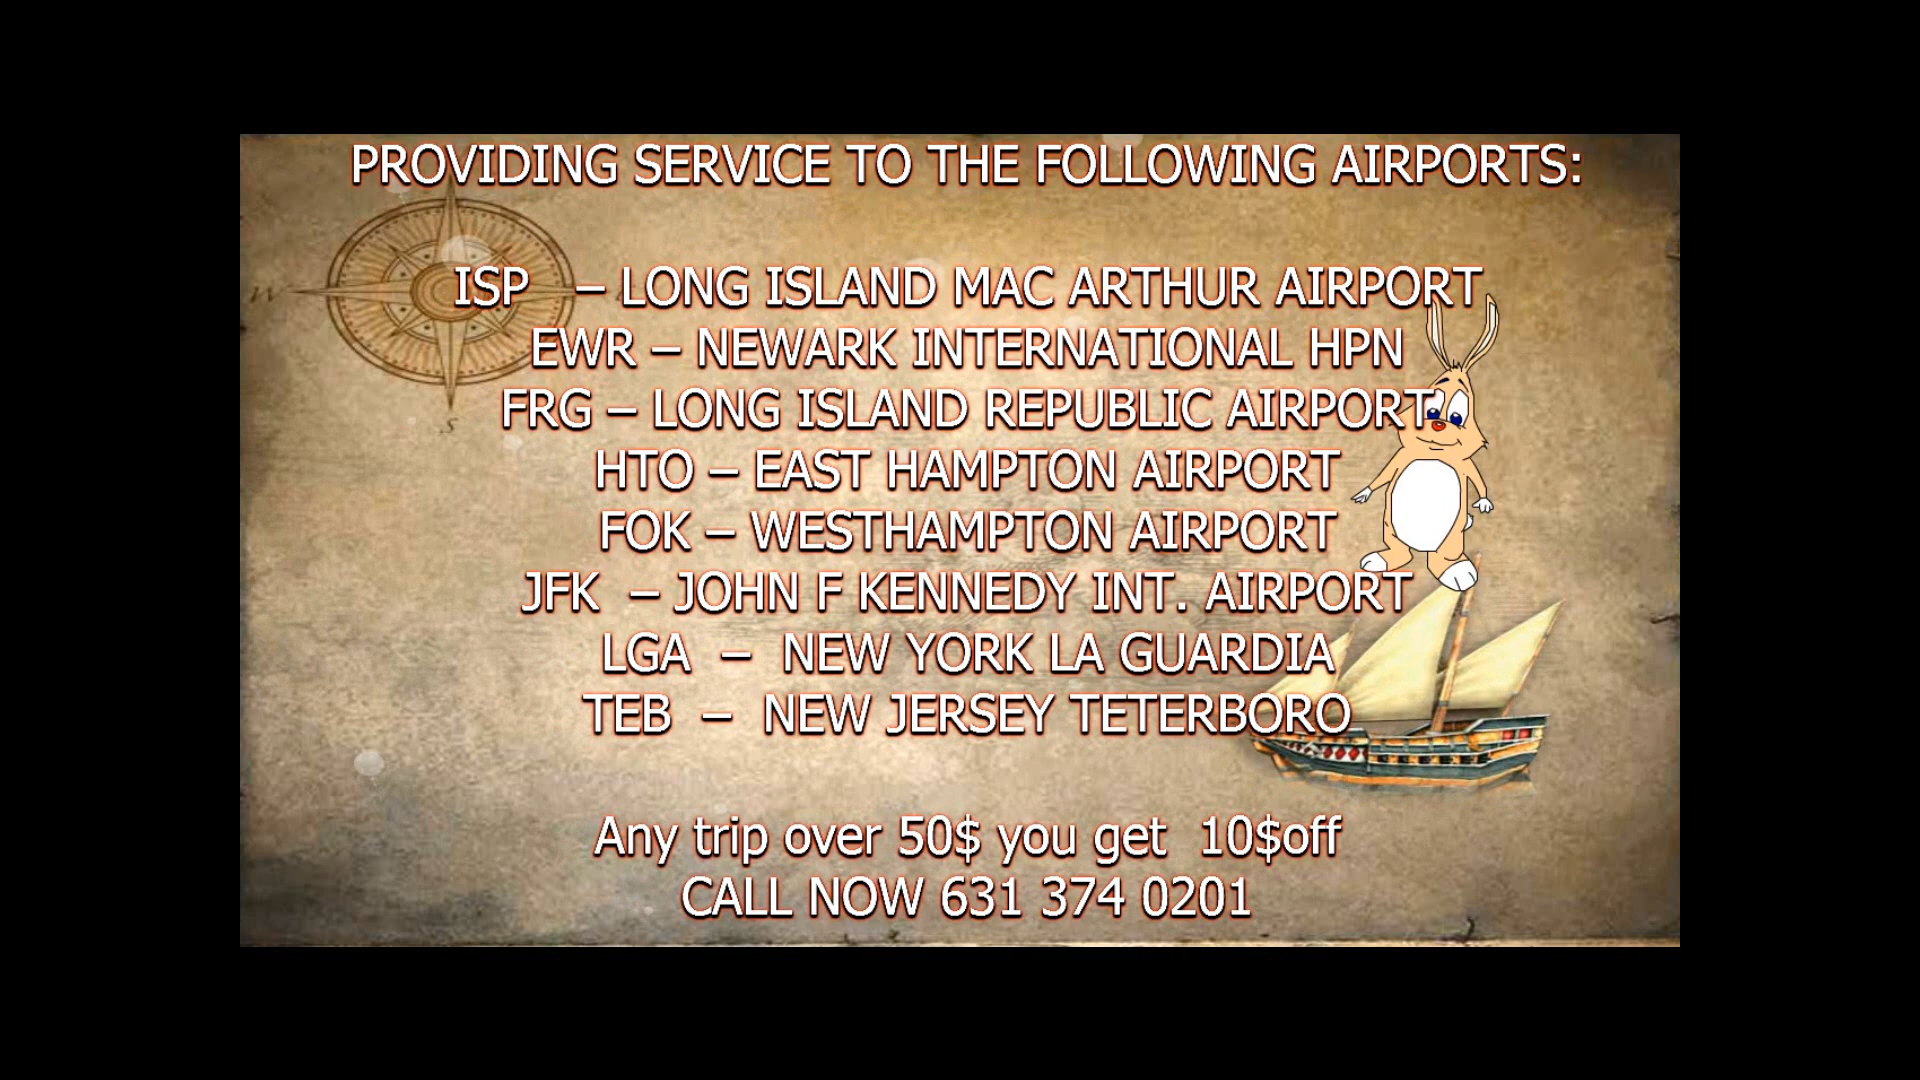 PROVIDING SERVICE TO THE FOLLOWING AIRPORTS:
W
ISP – LONG ISLAND MAC ARTHUR AIRPORT
EWR – NEWARK INTERNATIONAL HPN
FRG – LONG ISLAND REPUBLIC AIRPORT
S
HTO – EAST HAMPTON AIRPORT
FOK – WESTHAMPTON AIRPORT
JFK – JOHN F KENNEDY INT. AIRPORT
LGA – NEW YORK LA GUARDIA
TEB – NEW JERSEY TETERBORO
Any trip over 50$ you get 10$off
CALL NOW 631 374 0201